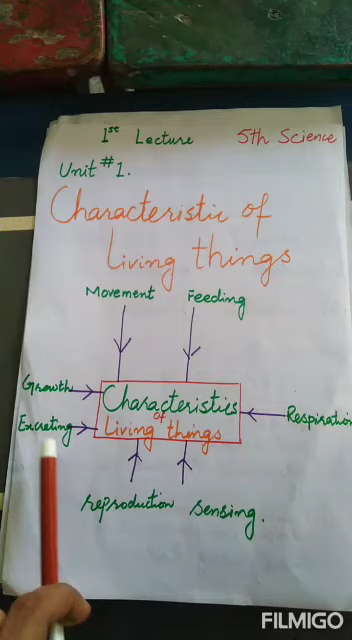 1st Lecture 5th Science
Unit #1.
Characteristic of
Living things
Movement Feeding
Growth
Characteristics
of
Excreting
Living things
Respiration
reproduction sensing.
FILMIGO